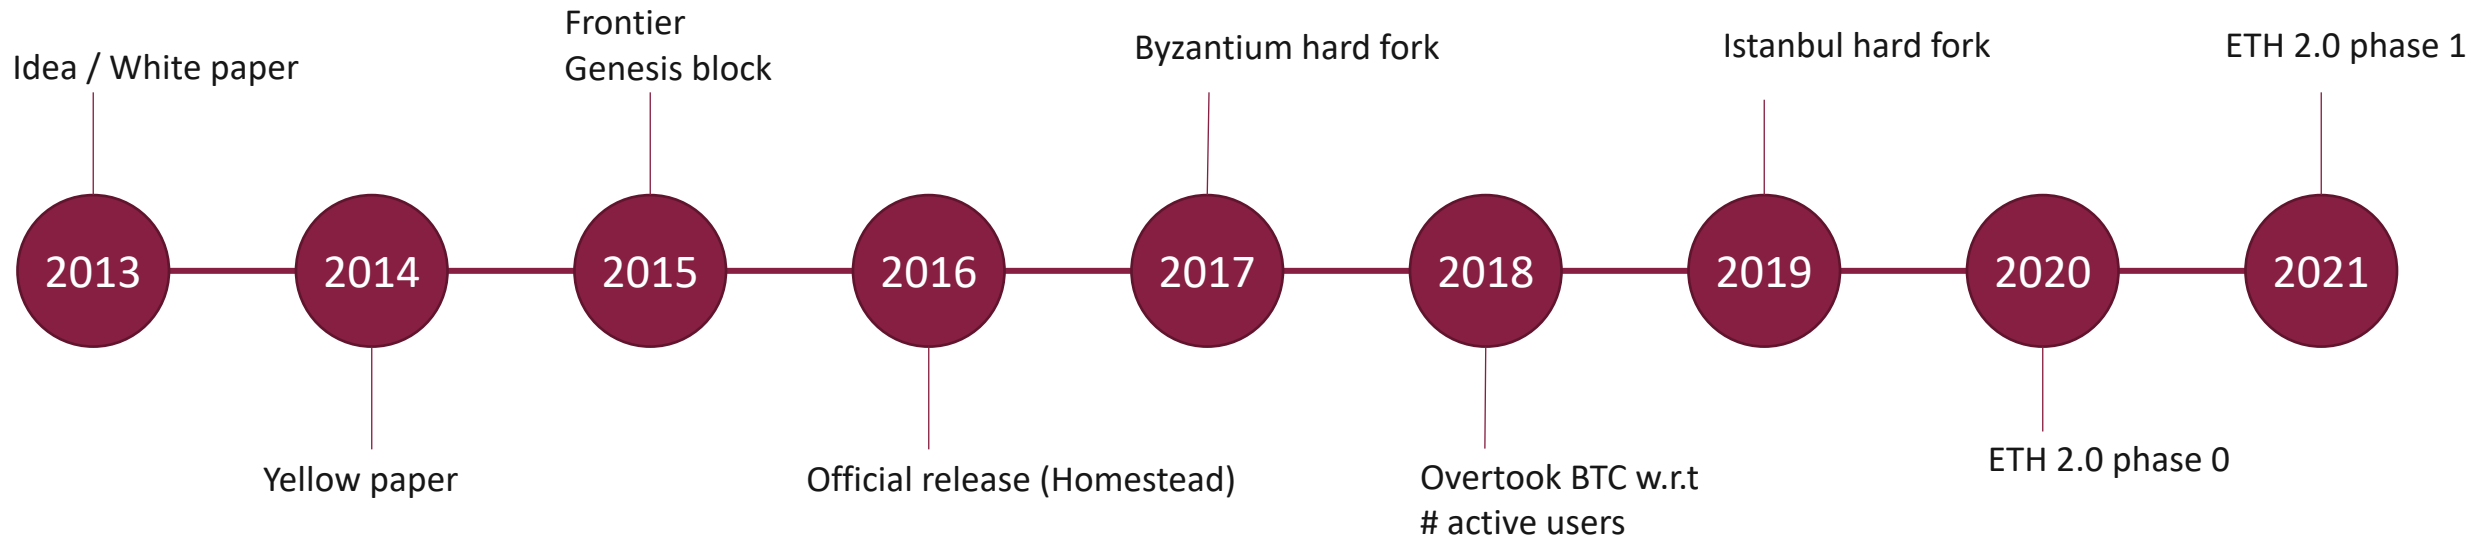 Idea / White paper
Frontier
Genesis block
Byzantium hard fork
Istanbul hard fork
ETH 2.0 phase 1
2013
2014
2015
2016
2017
2018
2019
2020
2021
Yellow paper
Official release (Homestead)
Overtook BTC w.r.t
# active users
ETH 2.0 phase 0